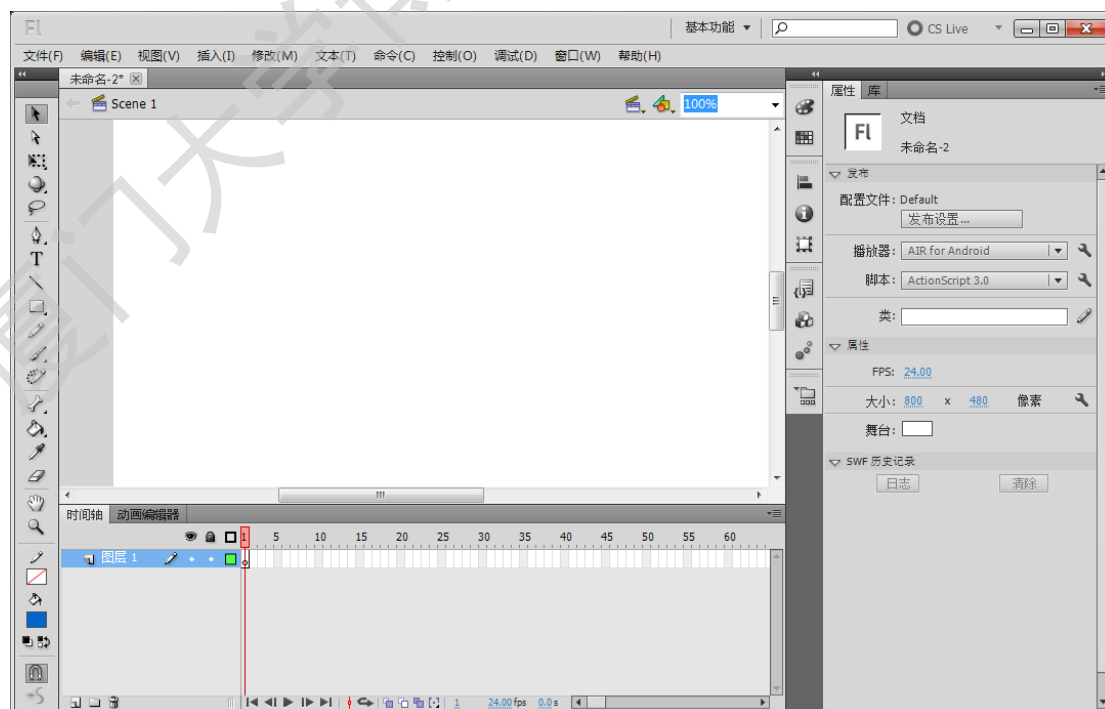 Fl 基本功能 CS Live
文件(F) 编辑(E) 视图(V) 插入(I) 修改(M) 文本(T) 命令(C) 控制(O) 调试(D) 窗口(W) 帮助(H)
未命名-2*
Scene 1 100%
属性 库
Fl
文档
未命名-2
发布
配置文件: Default
发布设置...
播放器: AIR for Android
脚本: ActionScript 3.0
类:
属性
FPS: 24.00
大小: 800 x 480 像素
舞台:
SWF 历史记录
日志 清除
T
时间轴 动画编辑器
1 5 10 15 20 25 30 35 40 45 50 55 60
图层 1
1 24.00 fps 0.0 s
厦门大学